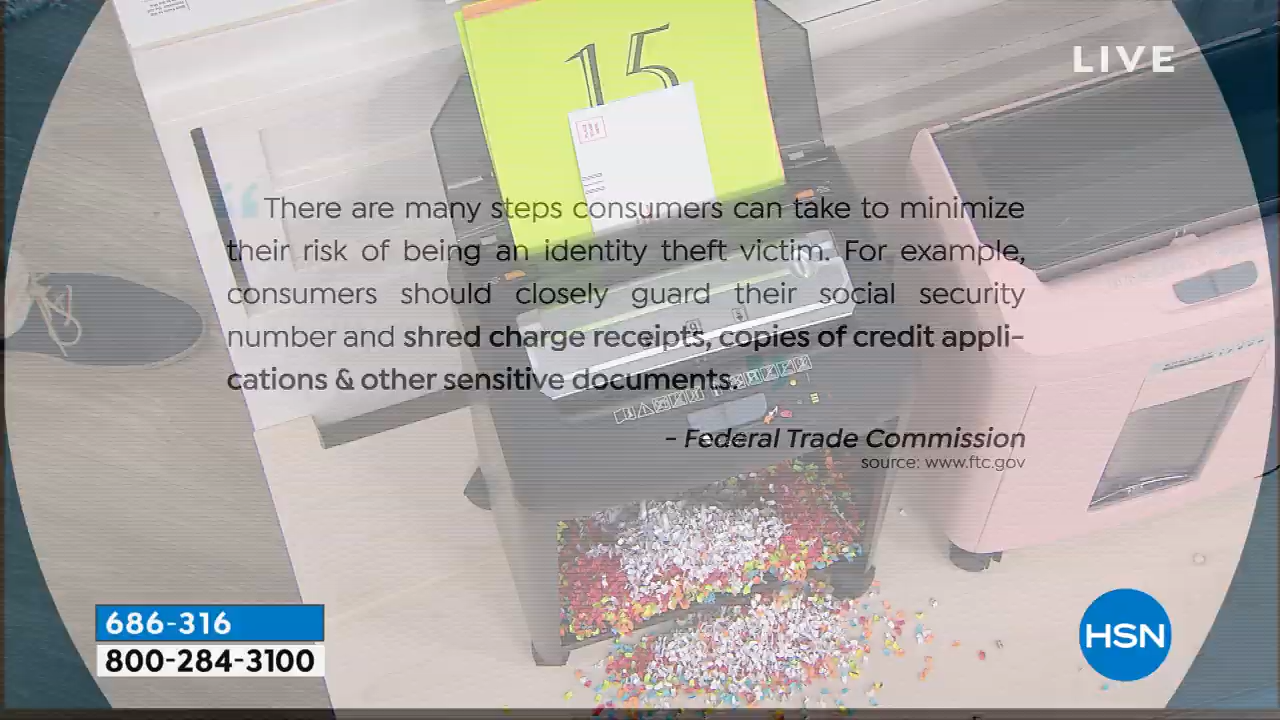 15
LIVE
“ There are many steps consumers can take to minimize
their risk of being an identity theft victim. For example,
consumers should closely guard their social security
number and shred charge receipts, copies of credit appli-
cations & other sensitive documents.
– Federal Trade Commission
source: www.ftc.gov
686-316
800-284-3100
HSN